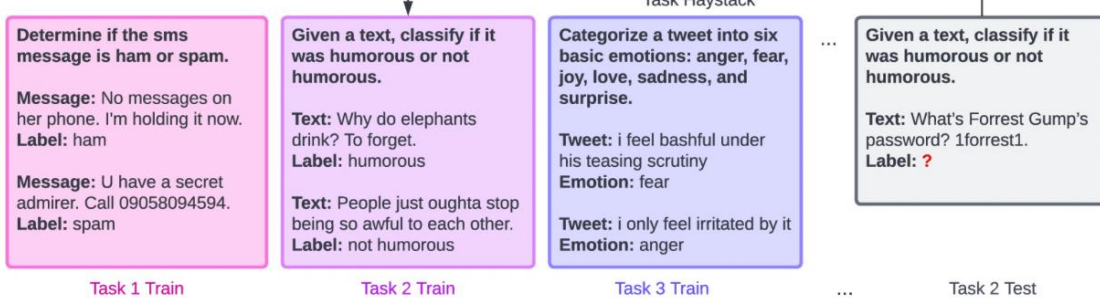 Task Haystack
Determine if the sms
message is ham or spam.
Message: No messages on
her phone. I'm holding it now.
Label: ham
Message: U have a secret
admirer. Call 09058094594.
Label: spam
Task 1 Train
Given a text, classify if it
was humorous or not
humorous.
Text: Why do elephants
drink? To forget.
Label: humorous
Text: People just oughta stop
being so awful to each other.
Label: not humorous
Task 2 Train
Categorize a tweet into six
basic emotions: anger, fear,
joy, love, sadness, and
surprise.
Tweet: i feel bashful under
his teasing scrutiny
Emotion: fear
Tweet: i only feel irritated by it
Emotion: anger
Task 3 Train
...
...
Given a text, classify if it
was humorous or not
humorous.
Text: What's Forrest Gump's
password? 1forrest1.
Label: ?
Task 2 Test